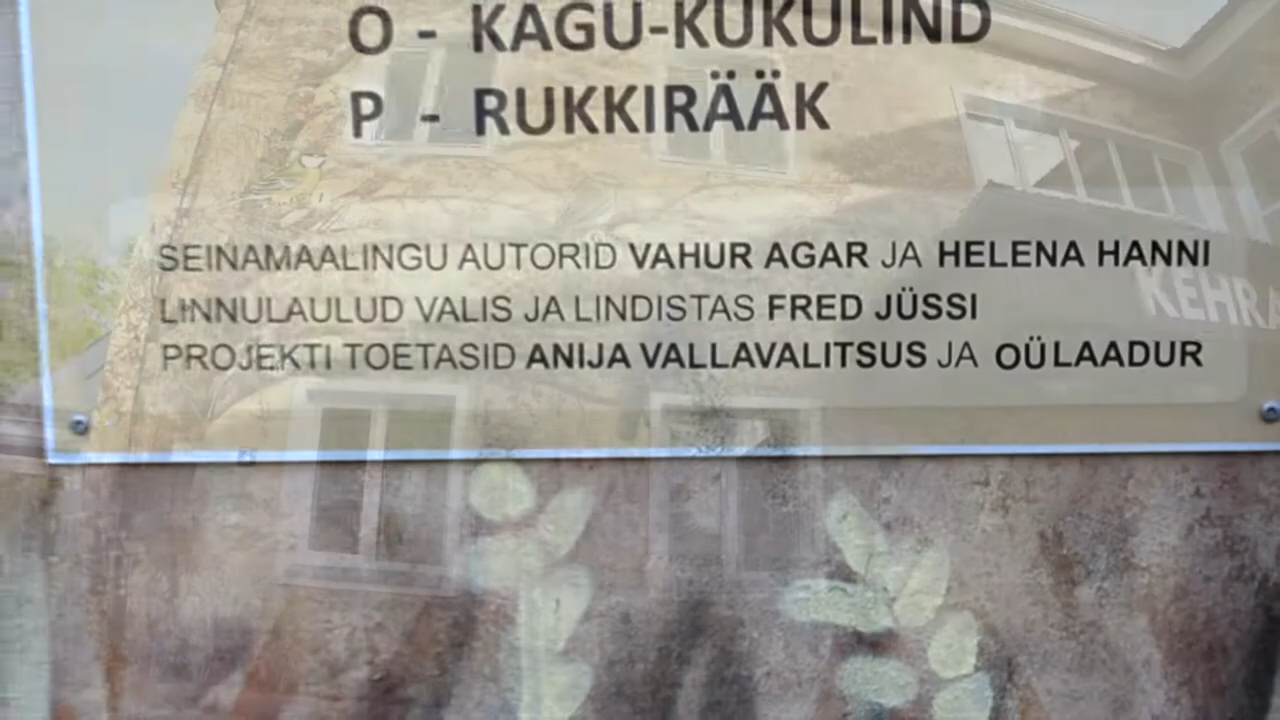 O - KAGU-KUKULIND
P - RUKKIRÄÄK
SEINAMAALINGU AUTORID VAHUR AGAR JA HELENA HANNI
LINNULAULUD VALIS JA LINDISTAS FRED JÜSSI
PROJEKTI TOETASID ANIJA VALLAVALITSUS JA OÜ LAADUR
KEHRA